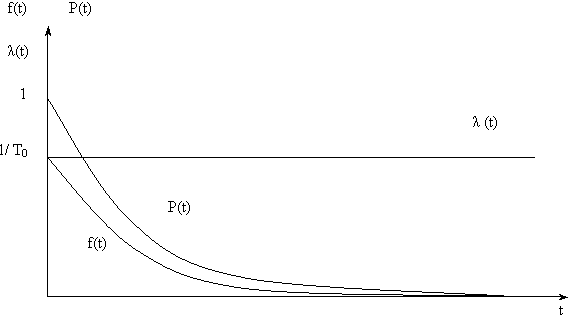 f(t) P(t)
λ(t)
1
λ (t)
1/ T0
P(t)
f(t)
t